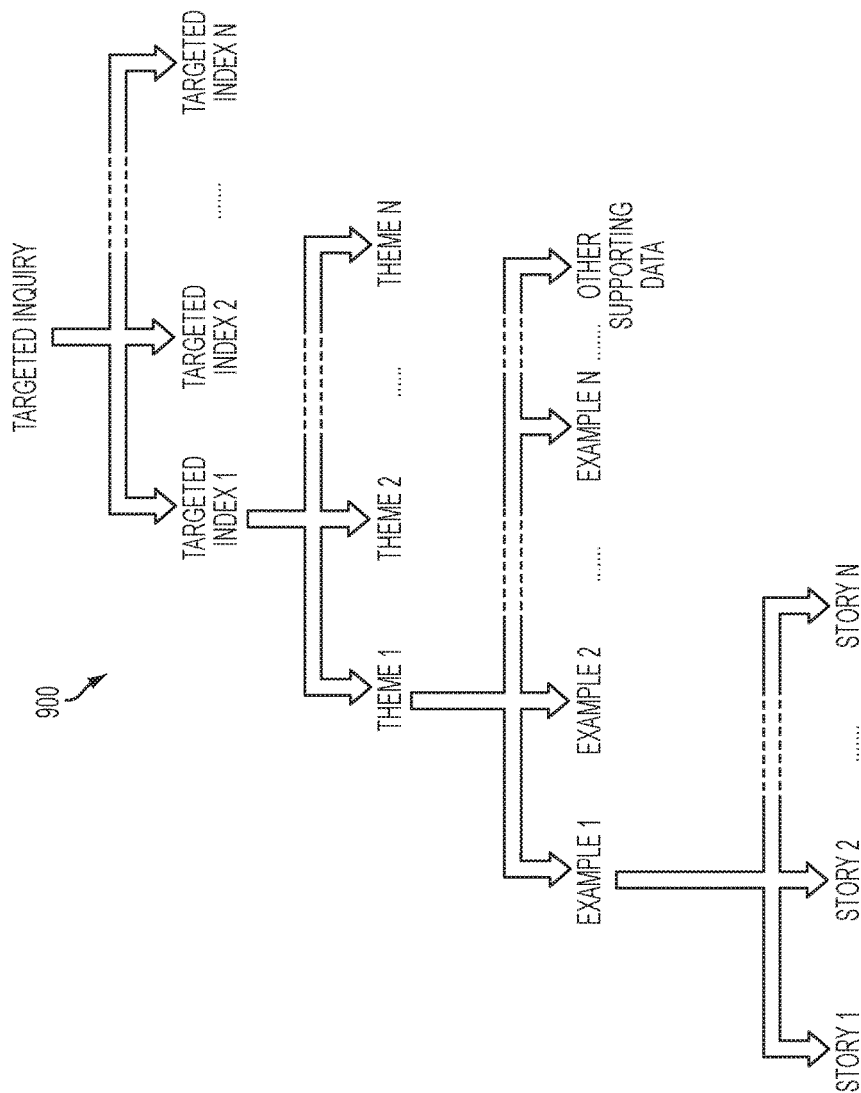 900
TARGETED INQUIRY
TARGETED
INDEX 1
TARGETED
INDEX 2
.......
TARGETED
INDEX N
THEME 1
THEME 2
......
THEME N
EXAMPLE 1
EXAMPLE 2
.......
EXAMPLE N
.......
OTHER
SUPPORTING
DATA
STORY 1
STORY 2
......
STORY N